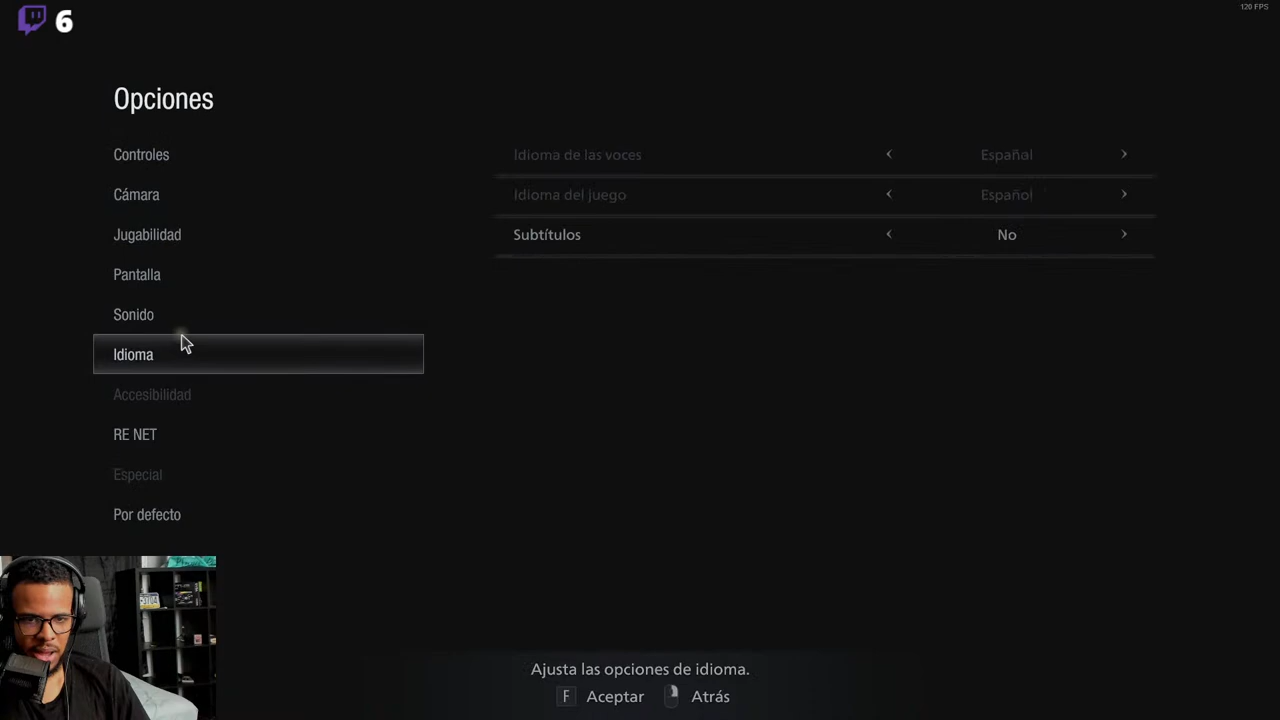 6
120 FPS
Opciones
Controles
Cámara
Jugabilidad
Pantalla
Sonido
Idioma
Accesibilidad
RE NET
Especial
Por defecto
Idioma de las voces < Español >
Idioma del juego < Español >
Subtítulos < No >
Ajusta las opciones de idioma.
F Aceptar Atrás